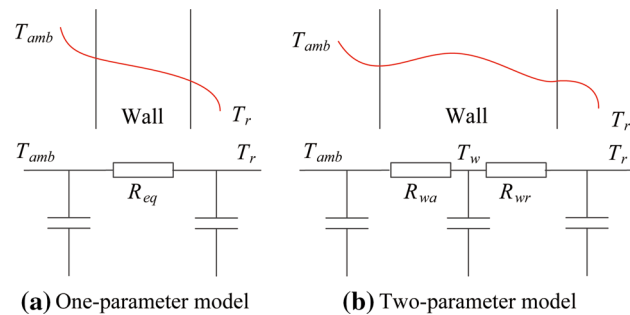 T_amb
Wall
T_r
T_amb
Wall
T_r
T_amb
T_r
R_eq
T_amb
T_w
T_r
R_wa
R_wr
(a) One-parameter model
(b) Two-parameter model